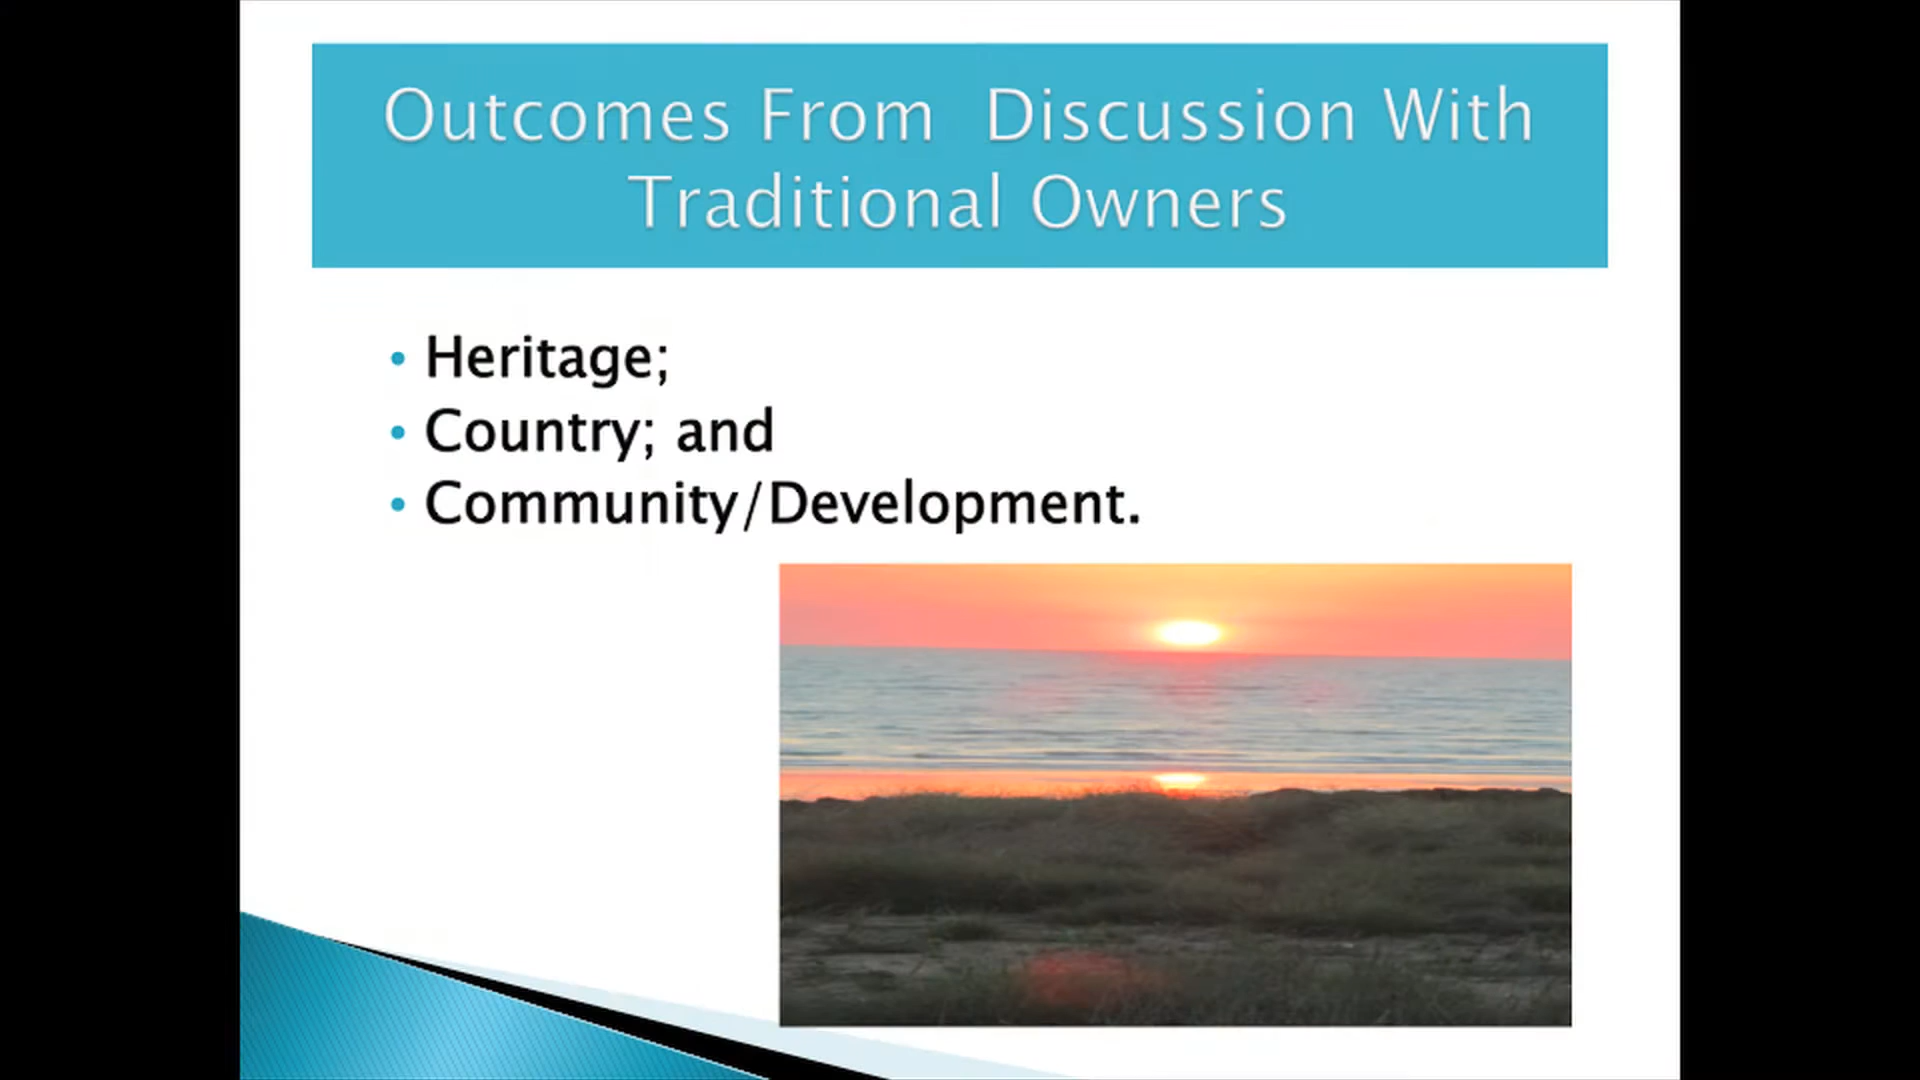 Outcomes From  Discussion With
Traditional Owners
• Heritage;
• Country; and
• Community/Development.